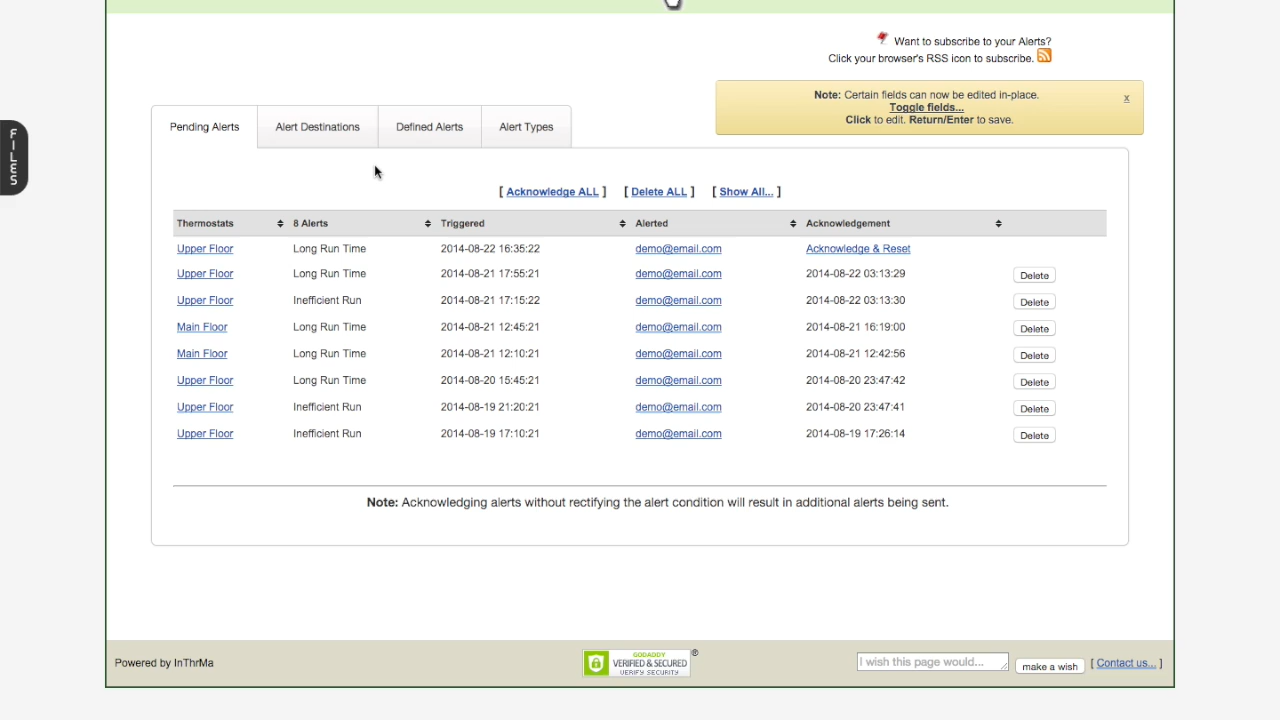 Want to subscribe to your Alerts?
Click your browser's RSS icon to subscribe.
FILES
Note: Certain fields can now be edited in-place.
Toggle fields...
Click to edit. Return/Enter to save.
x
Pending Alerts Alert Destinations Defined Alerts Alert Types
[ Acknowledge ALL ] [ Delete ALL ] [ Show All... ]
Thermostats 8 Alerts Triggered Alerted Acknowledgement
Upper Floor Long Run Time 2014-08-22 16:35:22 demo@email.com Acknowledge & Reset
Upper Floor Long Run Time 2014-08-21 17:55:21 demo@email.com 2014-08-22 03:13:29 Delete
Upper Floor Inefficient Run 2014-08-21 17:15:22 demo@email.com 2014-08-22 03:13:30 Delete
Main Floor Long Run Time 2014-08-21 12:45:21 demo@email.com 2014-08-21 16:19:00 Delete
Main Floor Long Run Time 2014-08-21 12:10:21 demo@email.com 2014-08-21 12:42:56 Delete
Upper Floor Long Run Time 2014-08-20 15:45:21 demo@email.com 2014-08-20 23:47:42 Delete
Upper Floor Inefficient Run 2014-08-19 21:20:21 demo@email.com 2014-08-20 23:47:41 Delete
Upper Floor Inefficient Run 2014-08-19 17:10:21 demo@email.com 2014-08-19 17:26:14 Delete
Note: Acknowledging alerts without rectifying the alert condition will result in additional alerts being sent.
Powered by InThrMa
GODADDY
VERIFIED & SECURED
VERIFY SECURITY
®
I wish this page would... make a wish [ Contact us... ]